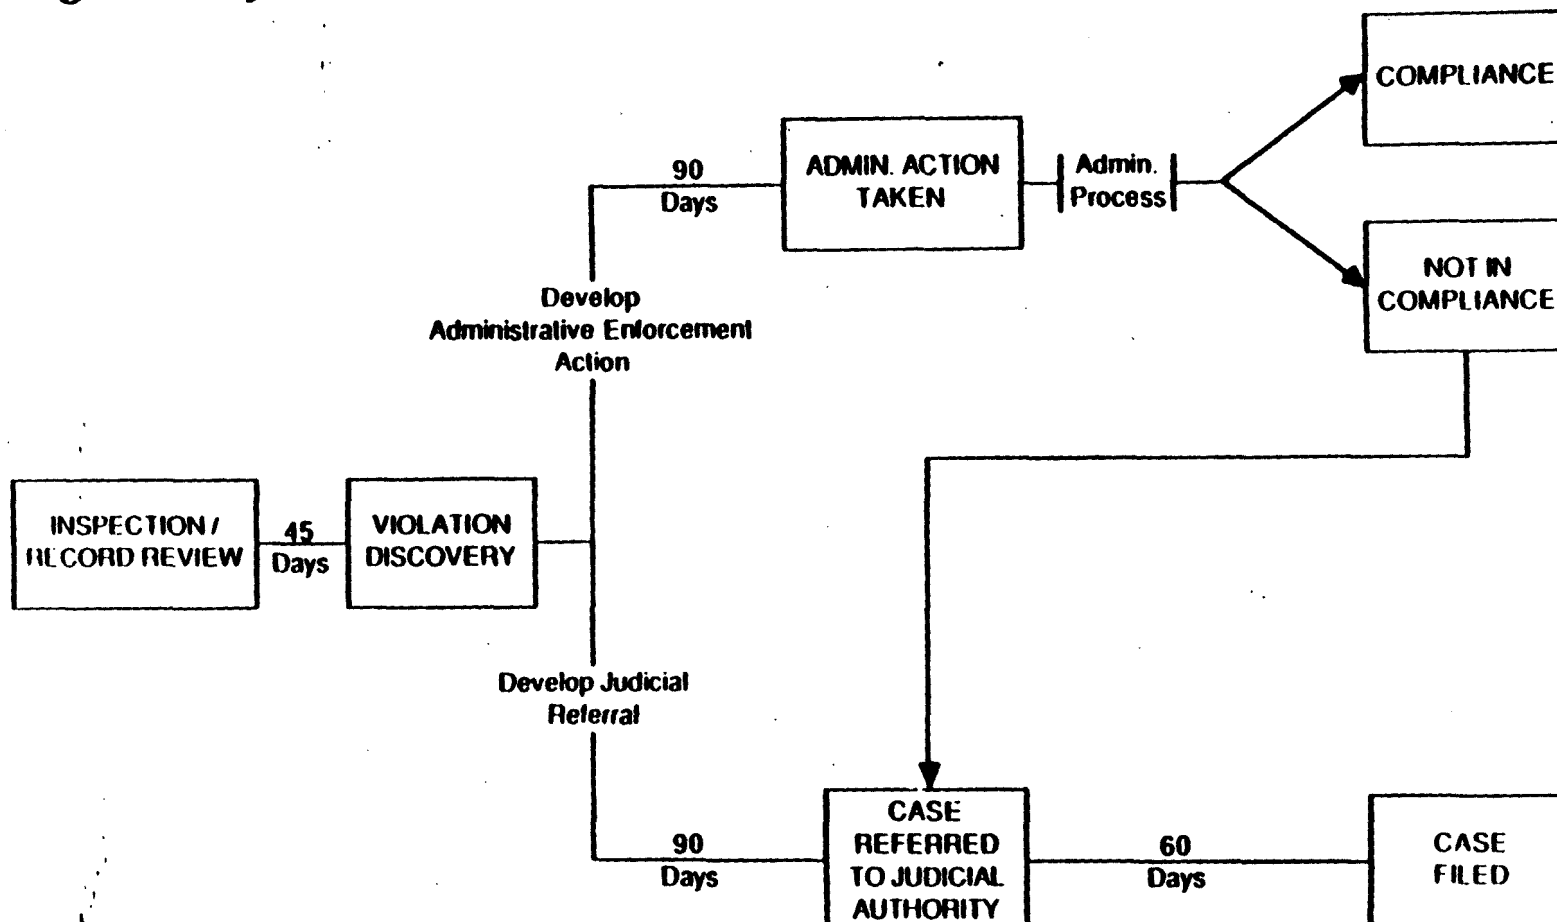 COMPLIANCE
90
Days
ADMIN. ACTION
TAKEN
Admin.
Process
NOT IN
COMPLIANCE
Develop
Administrative Enforcement
Action
INSPECTION /
RECORD REVIEW
45
Days
VIOLATION
DISCOVERY
Develop Judicial
Referral
90
Days
CASE
REFERRED
TO JUDICIAL
AUTHORITY
60
Days
CASE
FILED